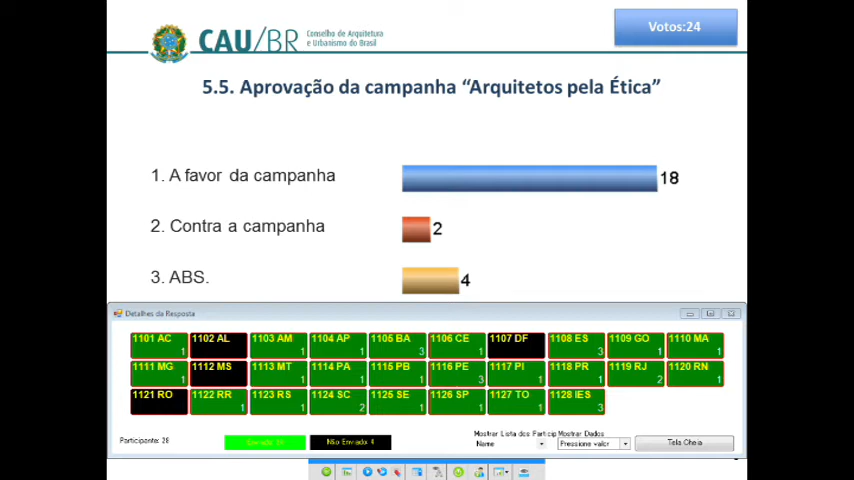 CAU/BR
Conselho de Arquitetura
e Urbanismo do Brasil
Votos:24
5.5. Aprovação da campanha “Arquitetos pela Ética”
1. A favor da campanha
18
2. Contra a campanha
2
3. ABS.
4
Detalhes da Resposta
1101 AC 1
1102 AL
1103 AM 1
1104 AP 1
1105 BA 3
1106 CE 1
1107 DF
1108 ES 3
1109 GO 1
1110 MA 1
1111 MG 1
1112 MS
1113 MT 1
1114 PA 1
1115 PB 1
1116 PE 3
1117 PI 1
1118 PR 1
1119 RJ 2
1120 RN 1
1121 RO
1122 RR 1
1123 RS 1
1124 SC 2
1125 SE 1
1126 SP 1
1127 TO 1
1128 IES 3
Participante: 28
Não Enviado 4
Mostrar Lista dos Particip Mostrar Dados
Name
Pressione valor
Tela Cheia